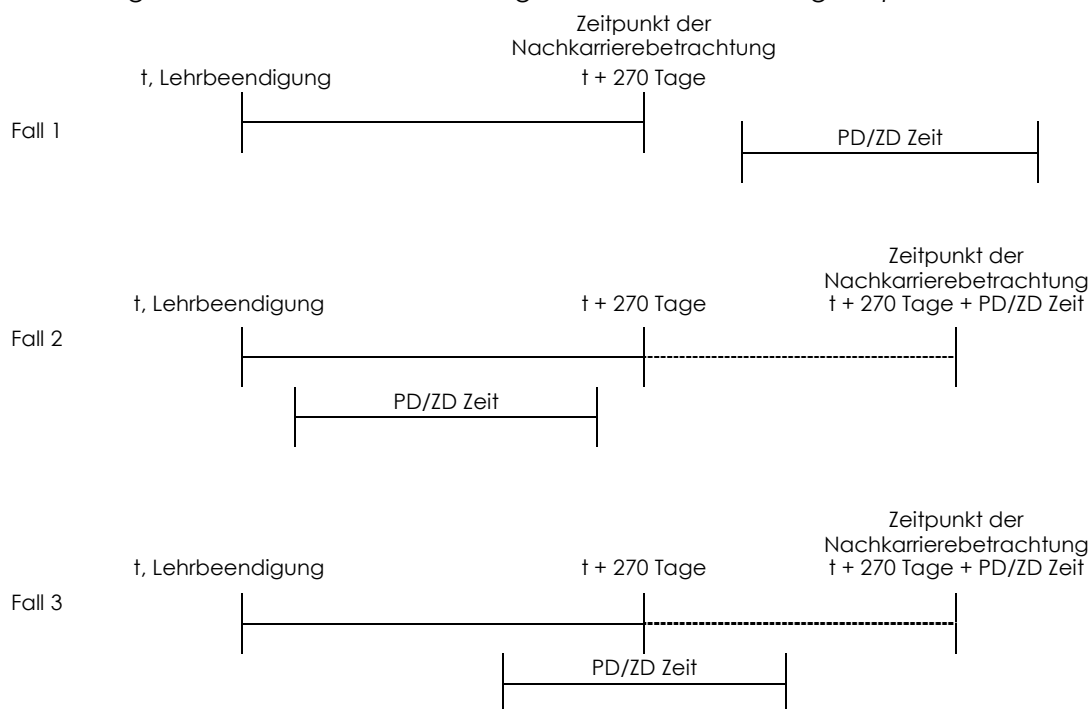 Zeitpunkt der
Nachkarrierebetrachtung
t, Lehrbeendigung t + 270 Tage
Fall 1
PD/ZD Zeit
Zeitpunkt der
Nachkarrierebetrachtung
t, Lehrbeendigung t + 270 Tage t + 270 Tage + PD/ZD Zeit
Fall 2
PD/ZD Zeit
Zeitpunkt der
Nachkarrierebetrachtung
t, Lehrbeendigung t + 270 Tage t + 270 Tage + PD/ZD Zeit
Fall 3
PD/ZD Zeit